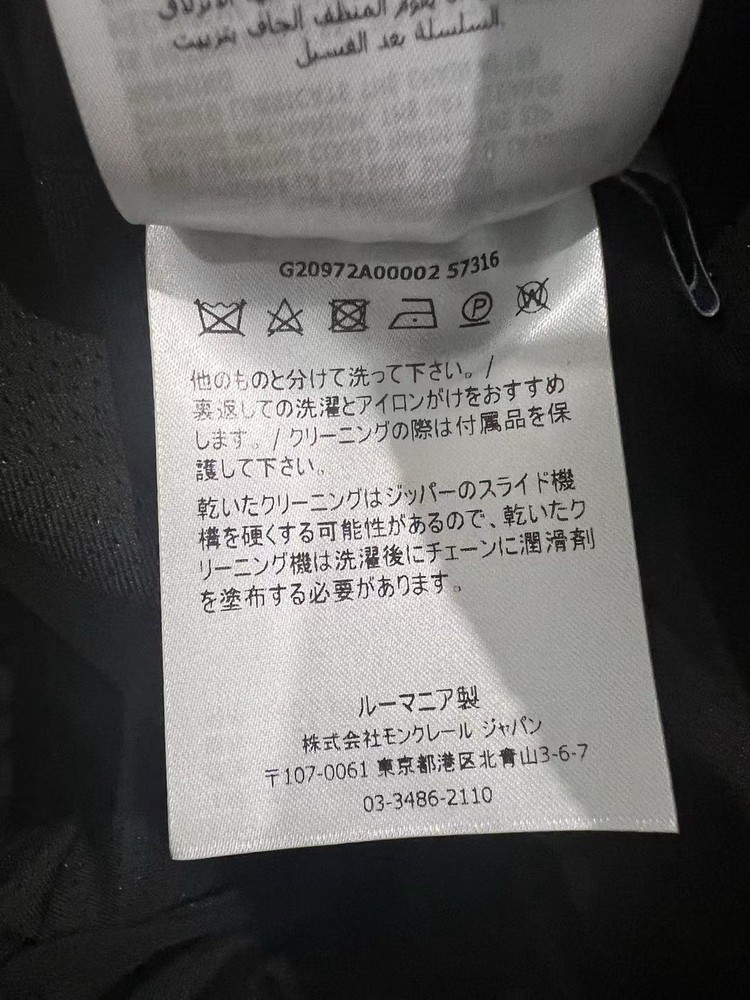 يقوم المنظف الجاف بتزييت
السلسلة بعد الغسيل.
G20972A00002 57316
他のものと分けて洗って下さい。/
裏返しての洗濯とアイロンがけをおすすめ
します。/ クリーニングの際は付属品を保
護して下さい。
乾いたクリーニングはジッパーのスライド機
構を硬くする可能性があるので、乾いたク
リーニング機は洗濯後にチェーンに潤滑剤
を塗布する必要があります。
ルーマニア製
株式会社モンクレール ジャパン
〒107-0061 東京都港区北青山3-6-7
03-3486-2110